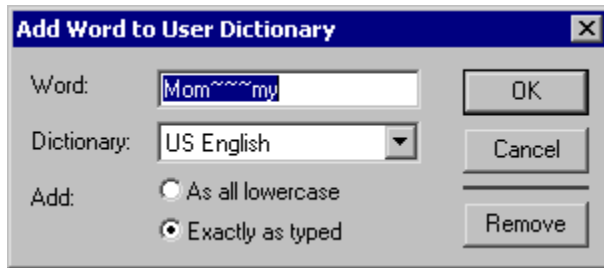 Add Word to User Dictionary
Word: Mom~~~my OK
Dictionary: US English Cancel
Add: As all lowercase
Exactly as typed Remove